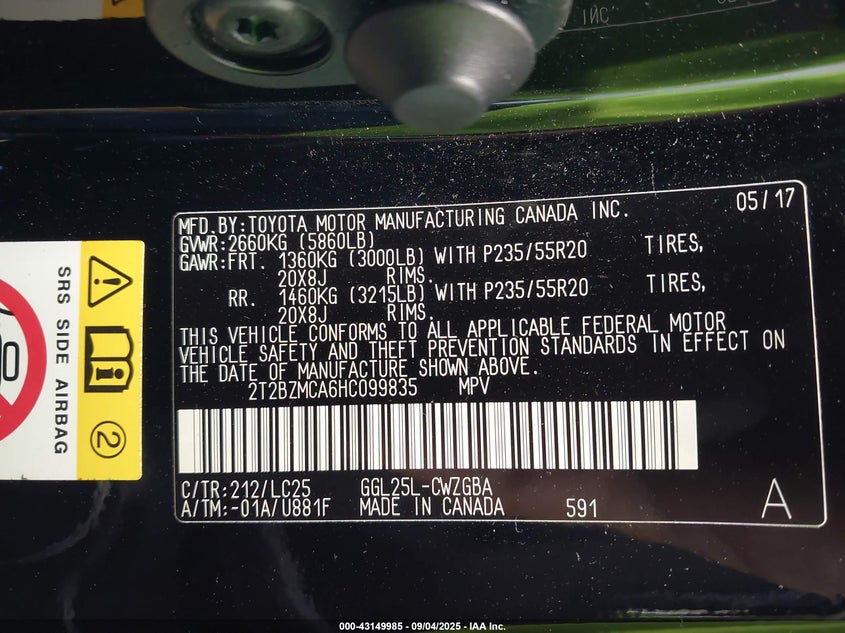 INC
MFD.BY:TOYOTA MOTOR MANUFACTURING CANADA INC. 05/17
GVWR:2660KG (5860LB)
GAWR:FRT. 1360KG (3000LB) WITH P235/55R20 TIRES,
20X8J RIMS.
RR. 1460KG (3215LB) WITH P235/55R20 TIRES,
20X8J RIMS.
THIS VEHICLE CONFORMS TO ALL APPLICABLE FEDERAL MOTOR
VEHICLE SAFETY AND THEFT PREVENTION STANDARDS IN EFFECT ON
THE DATE OF MANUFACTURE SHOWN ABOVE.
2T2BZMCA6HC099835 MPV
C/TR:212/LC25 GGL25L-CWZGBA
A/TM:-01A/U881F MADE IN CANADA 591 A
SRS SIDE AIRBAG
2
000-43149985 - 09/04/2025 - IAA Inc.